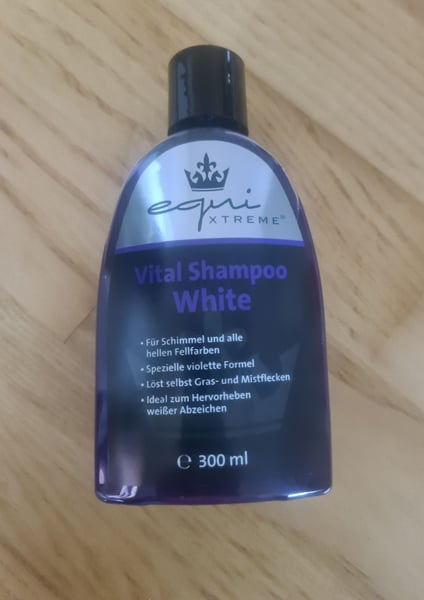 equi
XTREME®
Vital Shampoo
White
• Für Schimmel und alle
hellen Fellfarben
• Spezielle violette Formel
• Löst selbst Gras- und Mistflecken
• Ideal zum Hervorheben
weißer Abzeichen
℮ 300 ml